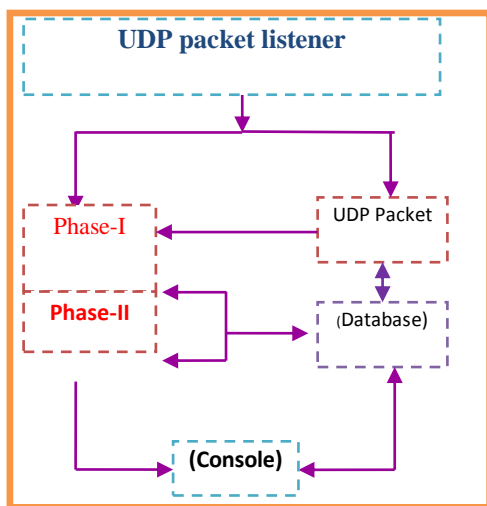 UDP packet listener
Phase-I
UDP Packet
Phase-II
(Database)
(Console)